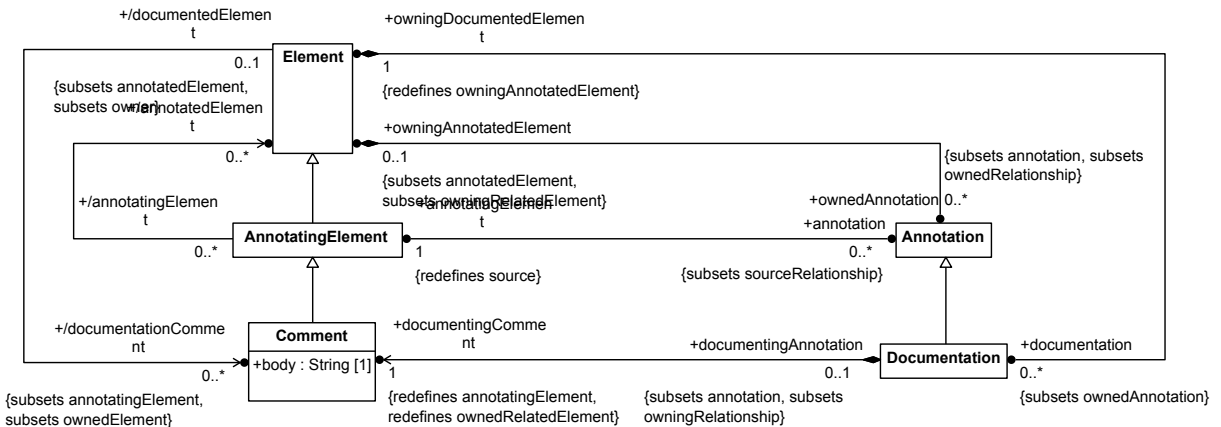 +/documentedElemen
t
+owningDocumentedElemen
t
Element
0..1
1
{subsets annotatedElement,
subsets owner}
{redefines owningAnnotatedElement}
+/annotatedElemen
t
0..*
+owningAnnotatedElement
0..1
{subsets annotatedElement,
subsets owningRelatedElement}
{subsets annotation, subsets
ownedRelationship}
+/annotatingElemen
t
0..*
AnnotatingElement
+annotatingElemen
t
1
{redefines source}
+ownedAnnotation
0..*
+annotation
0..*
{subsets sourceRelationship}
Annotation
+/documentationComme
nt
0..*
{subsets annotatingElement,
subsets ownedElement}
Comment
+body : String [1]
+documentingComme
nt
1
{redefines annotatingElement,
redefines ownedRelatedElement}
+documentingAnnotation
0..1
{subsets annotation, subsets
owningRelationship}
Documentation
+documentation
0..*
{subsets ownedAnnotation}